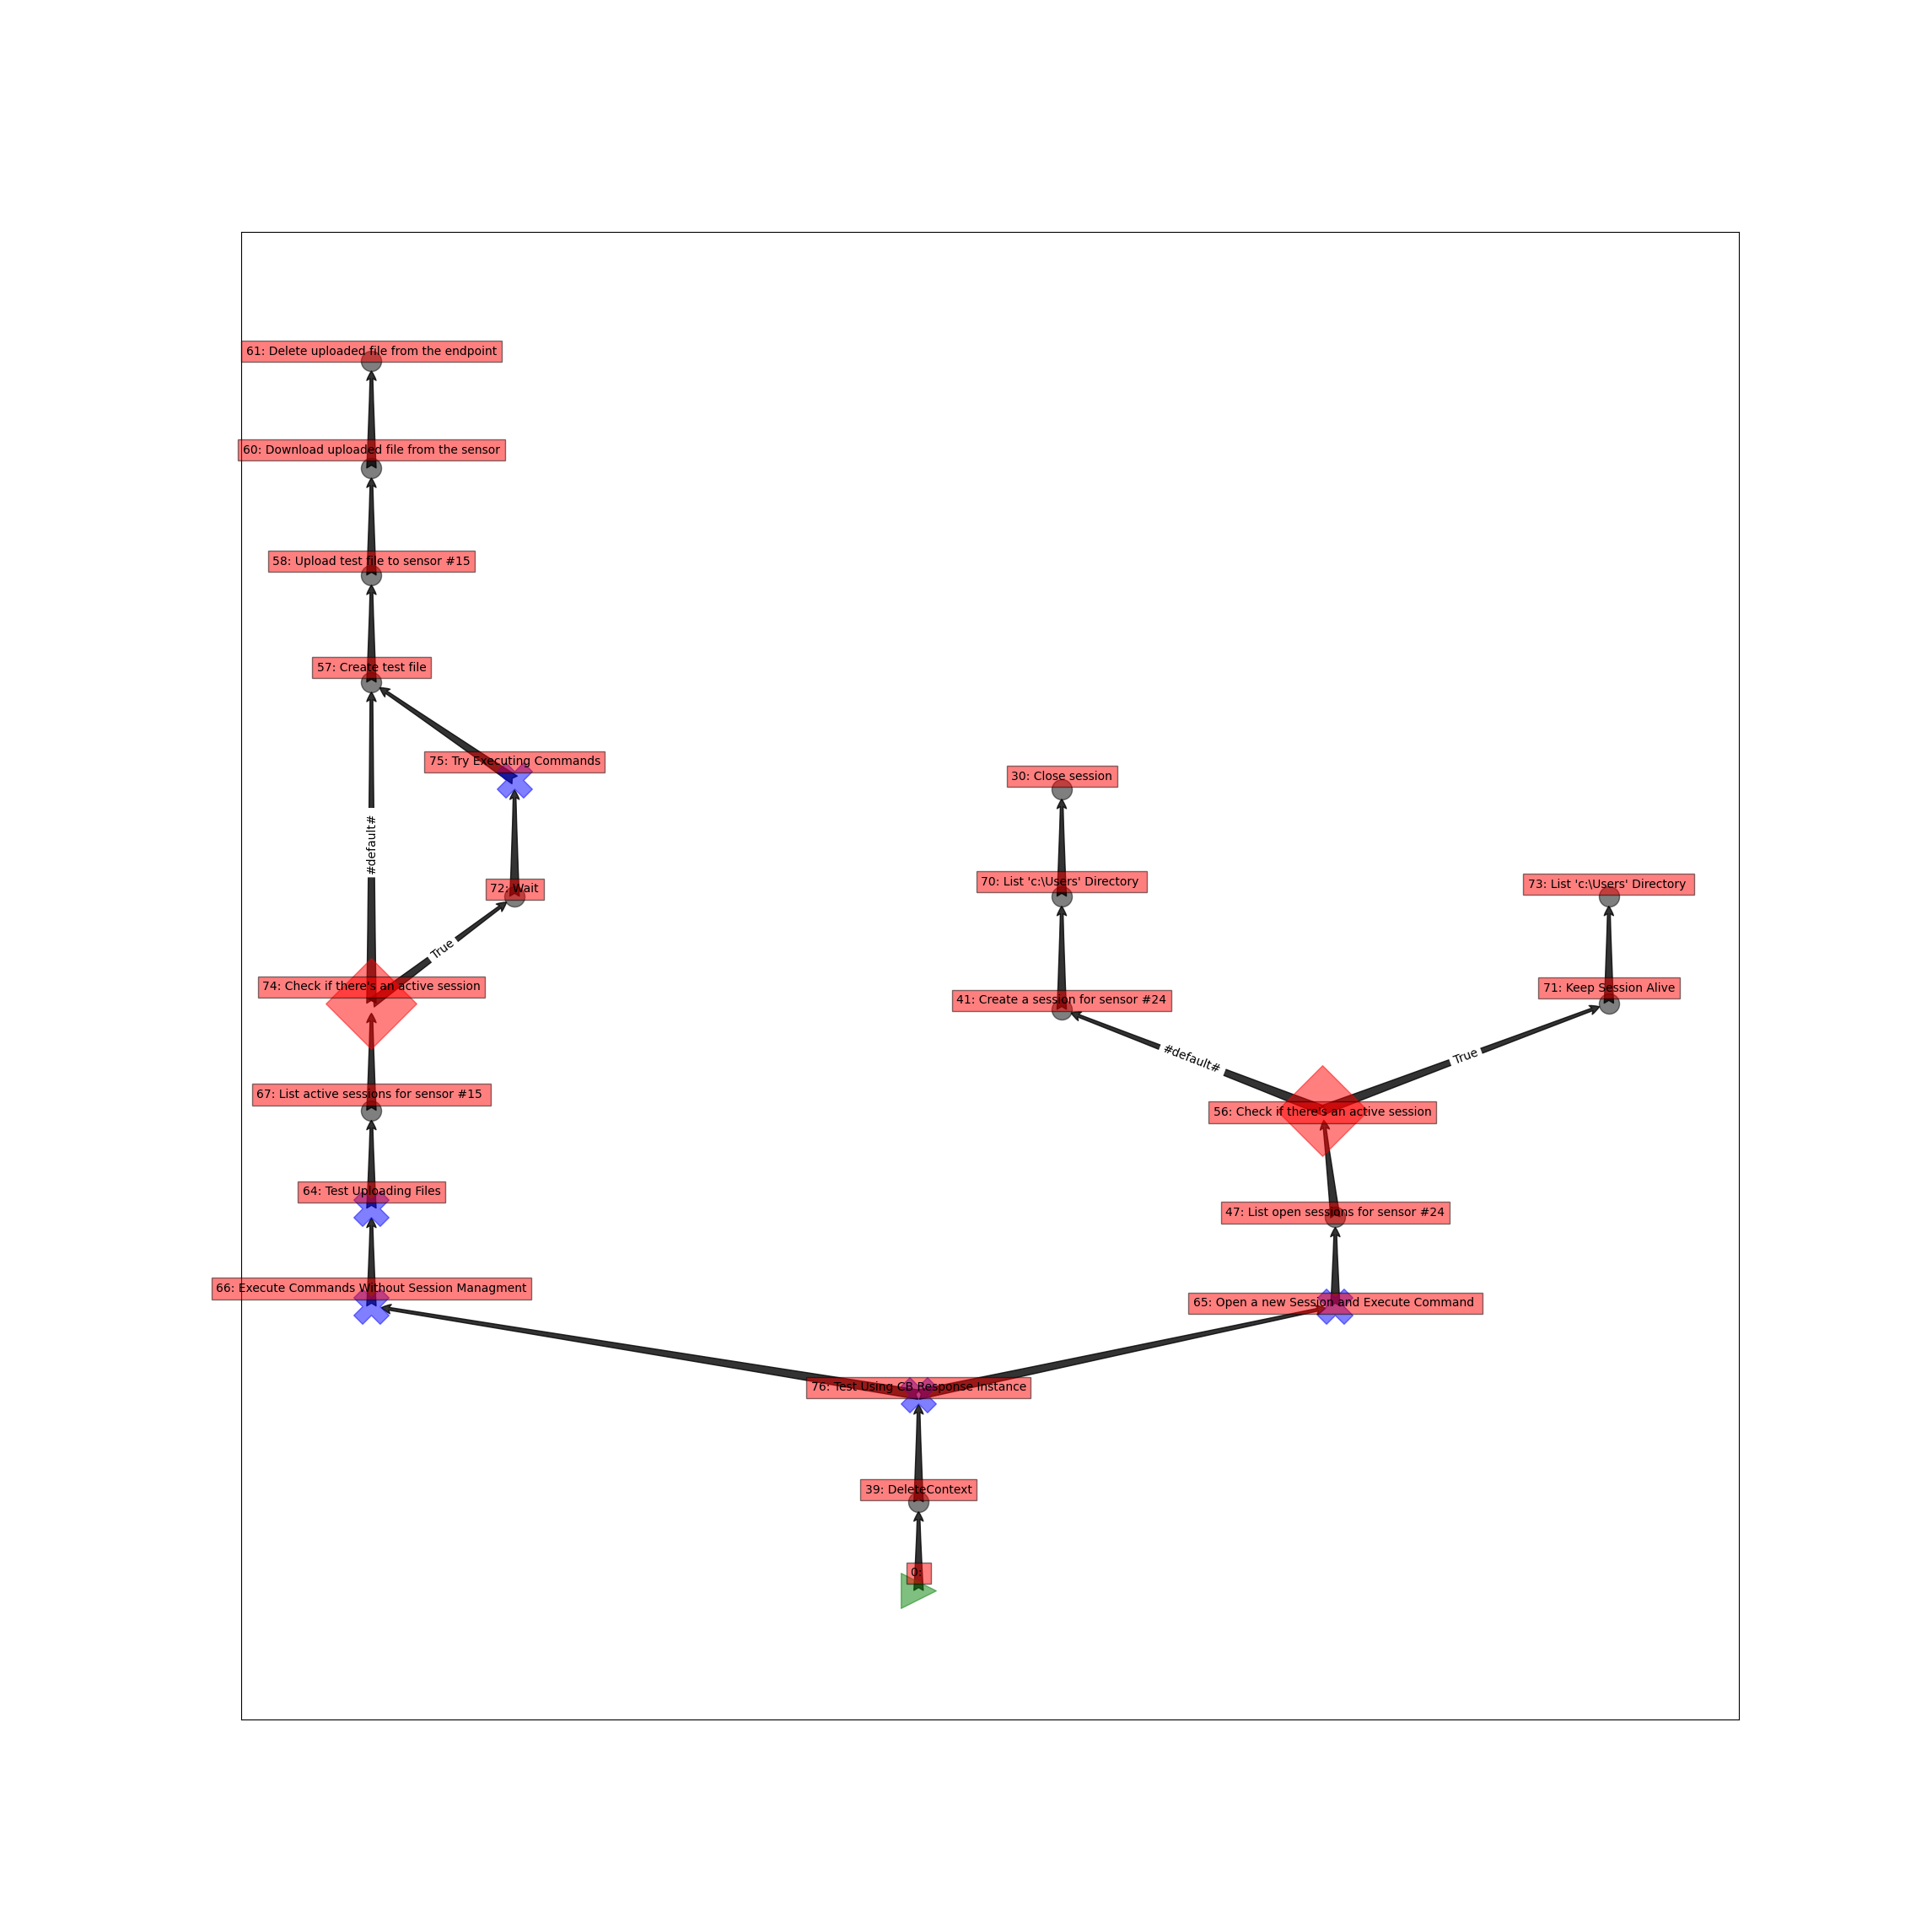 61: Delete uploaded file from the endpoint
60: Download uploaded file from the sensor
58: Upload test file to sensor #15
57: Create test file
75: Try Executing Commands
30: Close session
#default#
70: List 'c:\Users' Directory
73: List 'c:\Users' Directory
72: Wait
True
74: Check if there's an active session
71: Keep Session Alive
41: Create a session for sensor #24
#default#
True
67: List active sessions for sensor #15
56: Check if there's an active session
64: Test Uploading Files
47: List open sessions for sensor #24
66: Execute Commands Without Session Managment
65: Open a new Session and Execute Command
76: Test Using CB Response Instance
39: DeleteContext
0: